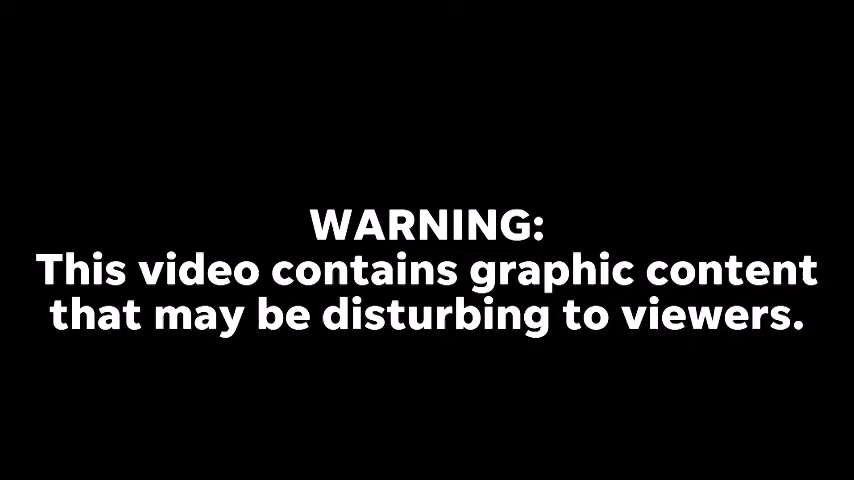 WARNING:
This video contains graphic content
that may be disturbing to viewers.